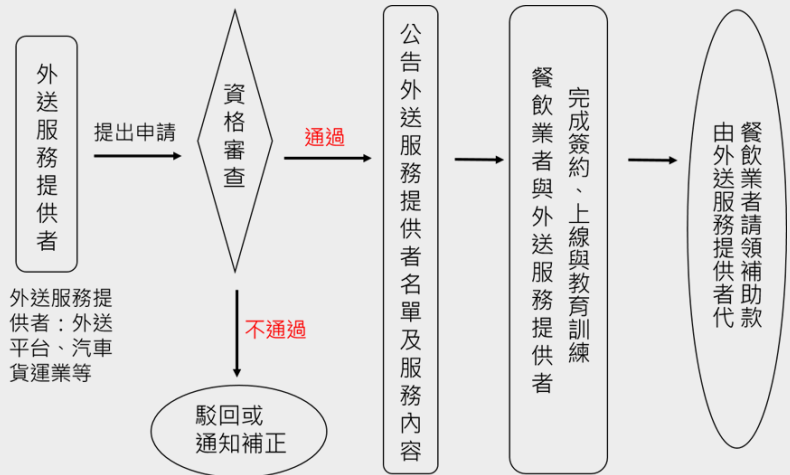 外送服務提供者
提出申請
資格審查
通過
公告外送服務提供者名單及服務內容
餐飲業者與外送服務提供者
完成簽約、上線與教育訓練
由外送服務提供者代
餐飲業者請領補助款
外送服務提
供者：外送
平台、汽車
貨運業等
不通過
駁回或
通知補正